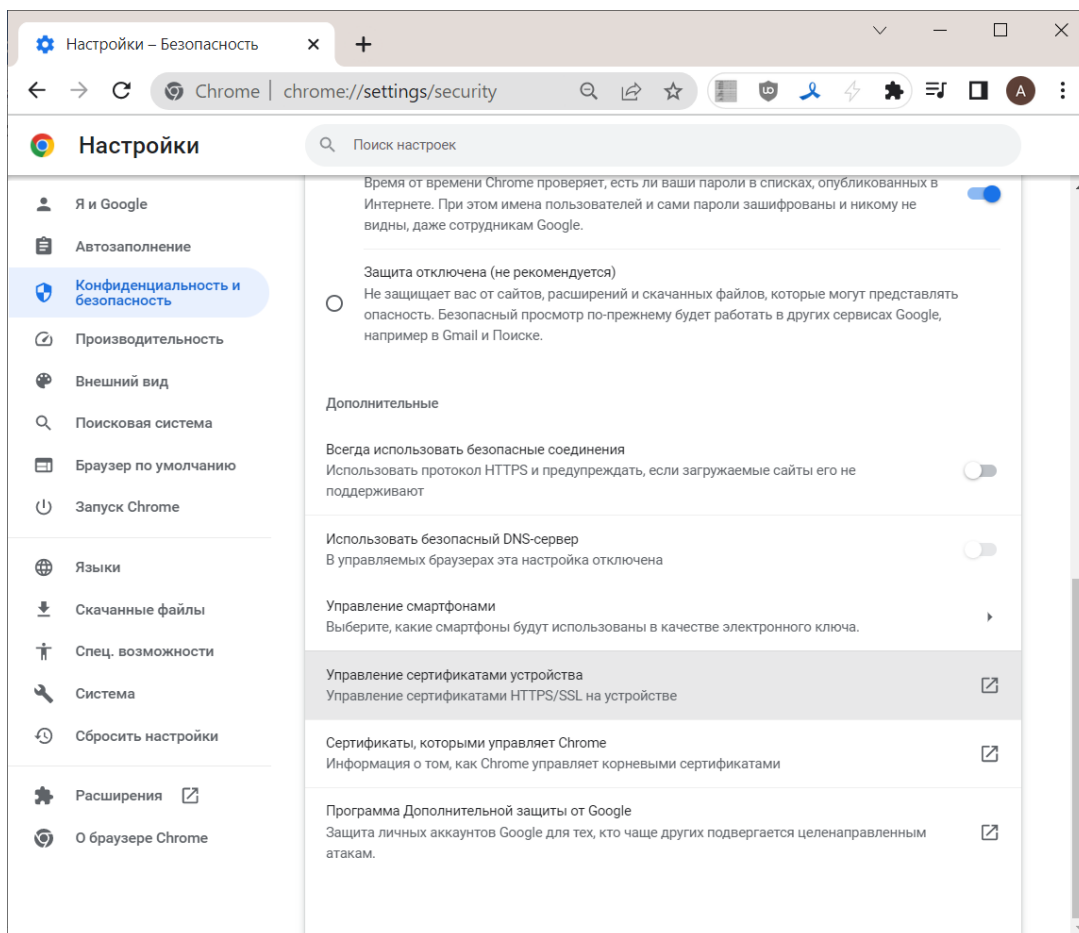 Настройки – Безопасность
Chrome
chrome://settings/security
A
Настройки
Поиск настроек
Я и Google
Автозаполнение
Конфиденциальность и
безопасность
Производительность
Внешний вид
Поисковая система
Браузер по умолчанию
Запуск Chrome
Языки
Скачанные файлы
Спец. возможности
Система
Сбросить настройки
Расширения
О браузере Chrome
Время от времени Chrome проверяет, есть ли ваши пароли в списках, опубликованных в
Интернете. При этом имена пользователей и сами пароли зашифрованы и никому не
видны, даже сотрудникам Google.
Защита отключена (не рекомендуется)
Не защищает вас от сайтов, расширений и скачанных файлов, которые могут представлять
опасность. Безопасный просмотр по-прежнему будет работать в других сервисах Google,
например в Gmail и Поиске.
Дополнительные
Всегда использовать безопасные соединения
Использовать протокол HTTPS и предупреждать, если загружаемые сайты его не
поддерживают
Использовать безопасный DNS-сервер
В управляемых браузерах эта настройка отключена
Управление смартфонами
Выберите, какие смартфоны будут использованы в качестве электронного ключа.
Управление сертификатами устройства
Управление сертификатами HTTPS/SSL на устройстве
Сертификаты, которыми управляет Chrome
Информация о том, как Chrome управляет корневыми сертификатами
Программа Дополнительной защиты от Google
Защита личных аккаунтов Google для тех, кто чаще других подвергается целенаправленным
атакам.